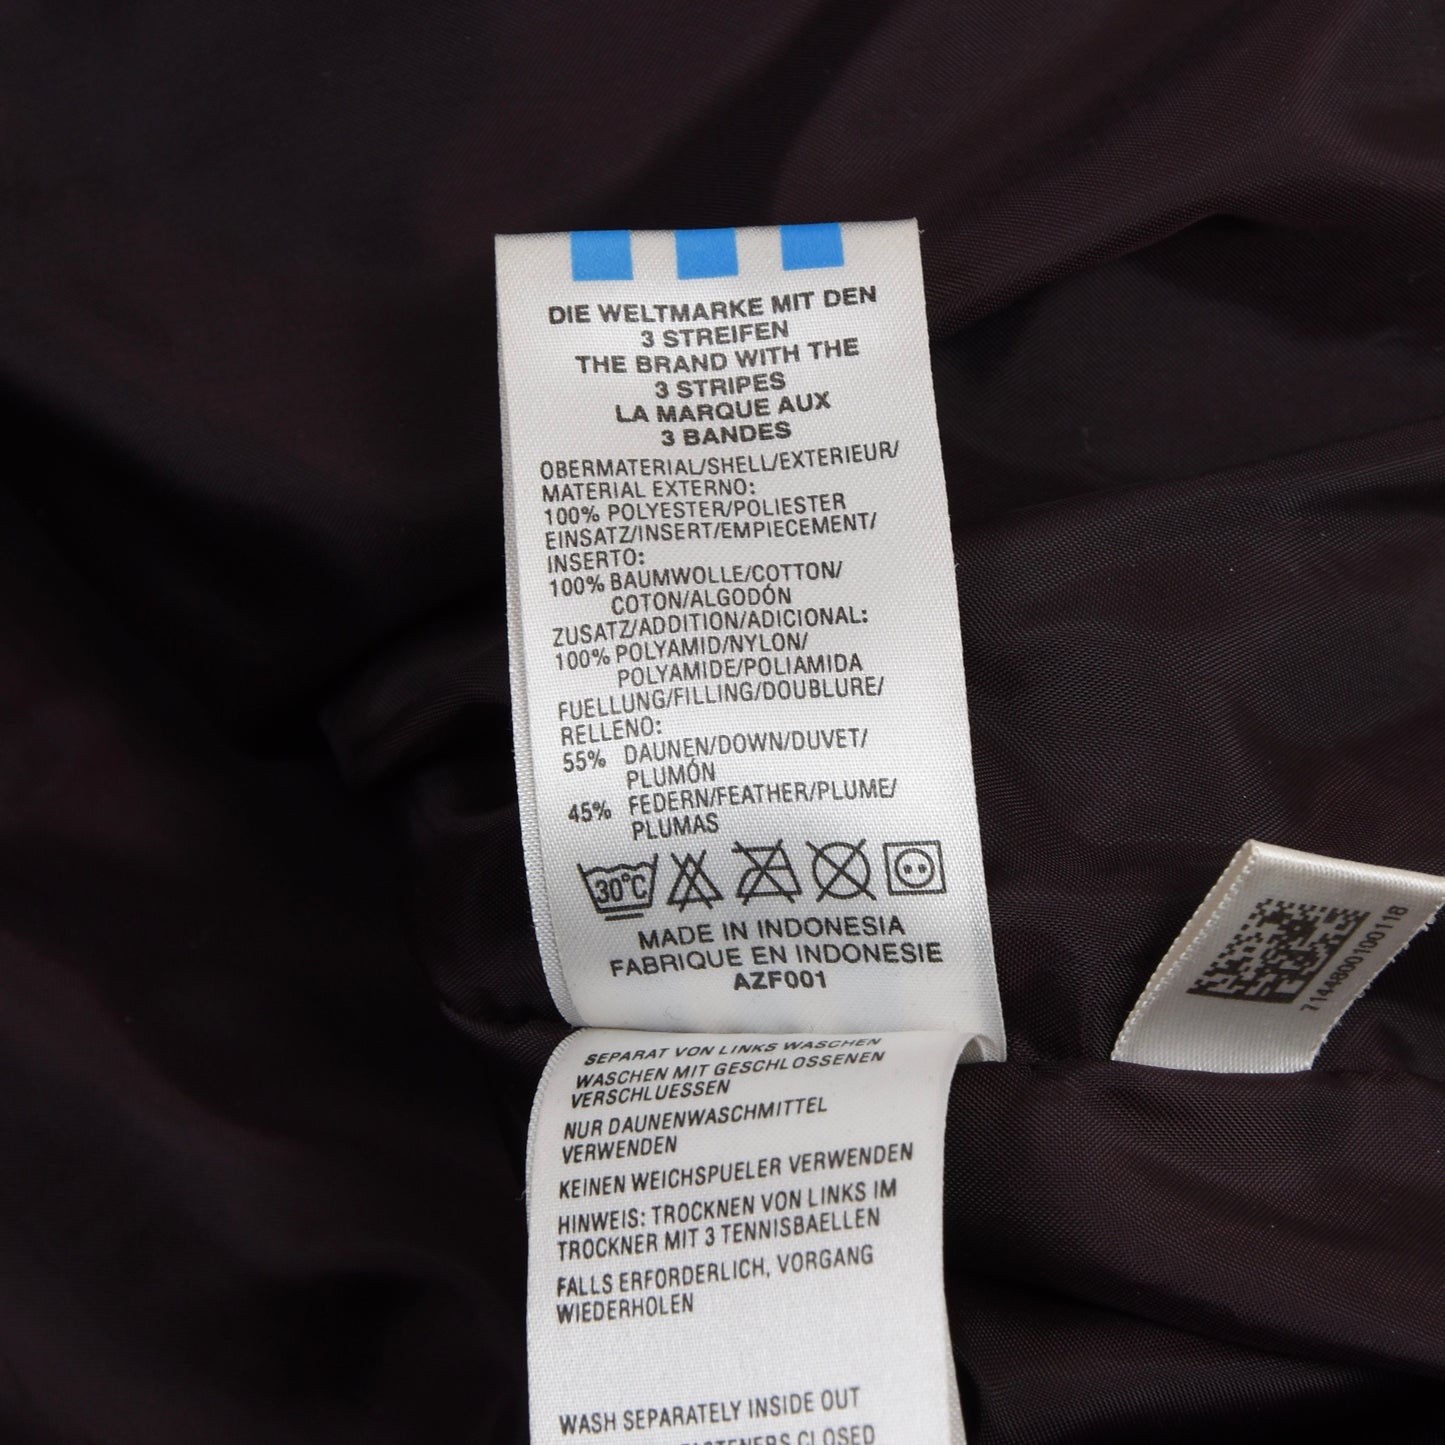 DIE WELTMARKE MIT DEN
3 STREIFEN
THE BRAND WITH THE
3 STRIPES
LA MARQUE AUX
3 BANDES
OBERMATERIAL/SHELL/EXTERIEUR/
MATERIAL EXTERNO:
100% POLYESTER/POLIESTER
EINSATZ/INSERT/EMPIECEMENT/
INSERTO:
100% BAUMWOLLE/COTTON/
COTON/ALGODÓN
ZUSATZ/ADDITION/ADICIONAL:
100% POLYAMID/NYLON/
POLYAMIDE/POLIAMIDA
FUELLUNG/FILLING/DOUBLURE/
RELLENO:
55% DAUNEN/DOWN/DUVET/
PLUMÓN
45% FEDERN/FEATHER/PLUME/
PLUMAS
30°C
MADE IN INDONESIA
FABRIQUE EN INDONESIE
AZF001
SEPARAT VON LINKS WASCHEN
WASCHEN MIT GESCHLOSSENEN
VERSCHLUESSEN
NUR DAUNENWASCHMITTEL
VERWENDEN
KEINEN WEICHSPUELER VERWENDEN
HINWEIS: TROCKNEN VON LINKS IM
TROCKNER MIT 3 TENNISBAELLEN
FALLS ERFORDERLICH, VORGANG
WIEDERHOLEN
WASH SEPARATELY INSIDE OUT
FASTENERS CLOSED
7144800100118